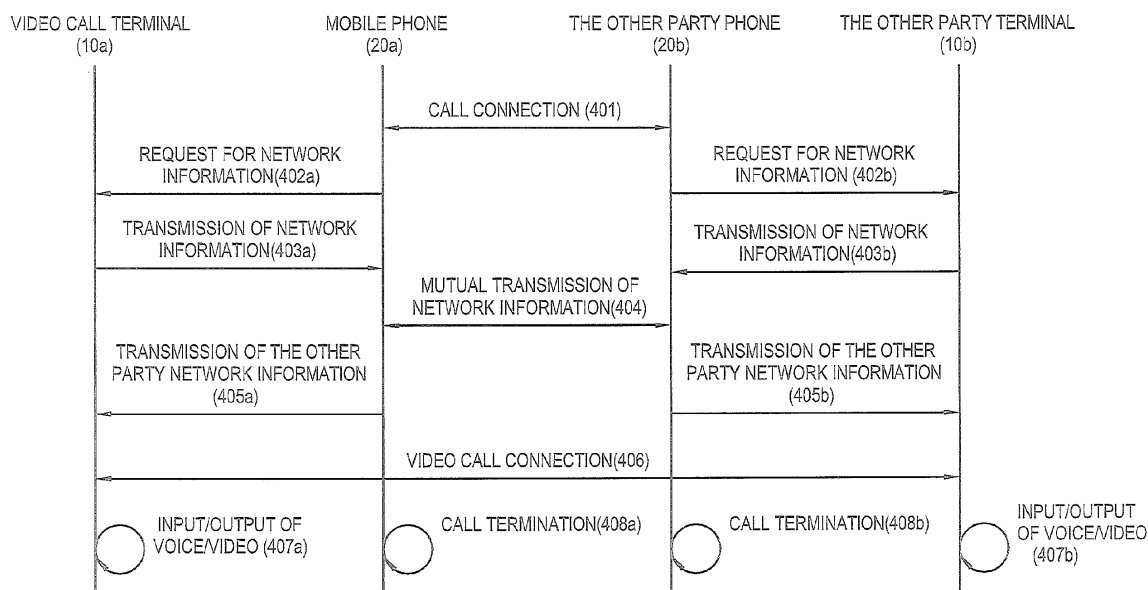 VIDEO CALL TERMINAL
(10a)
MOBILE PHONE
(20a)
THE OTHER PARTY PHONE
(20b)
THE OTHER PARTY TERMINAL
(10b)
CALL CONNECTION (401)
REQUEST FOR NETWORK
INFORMATION(402a)
REQUEST FOR NETWORK
INFORMATION (402b)
TRANSMISSION OF NETWORK
INFORMATION(403a)
TRANSMISSION OF NETWORK
INFORMATION(403b)
MUTUAL TRANSMISSION OF
NETWORK INFORMATION(404)
TRANSMISSION OF THE OTHER
PARTY NETWORK INFORMATION
(405a)
TRANSMISSION OF THE OTHER
PARTY NETWORK INFORMATION
(405b)
VIDEO CALL CONNECTION(406)
INPUT/OUTPUT OF
VOICE/VIDEO (407a)
CALL TERMINATION(408a)
CALL TERMINATION(408b)
INPUT/OUTPUT
OF VOICE/VIDEO
(407b)